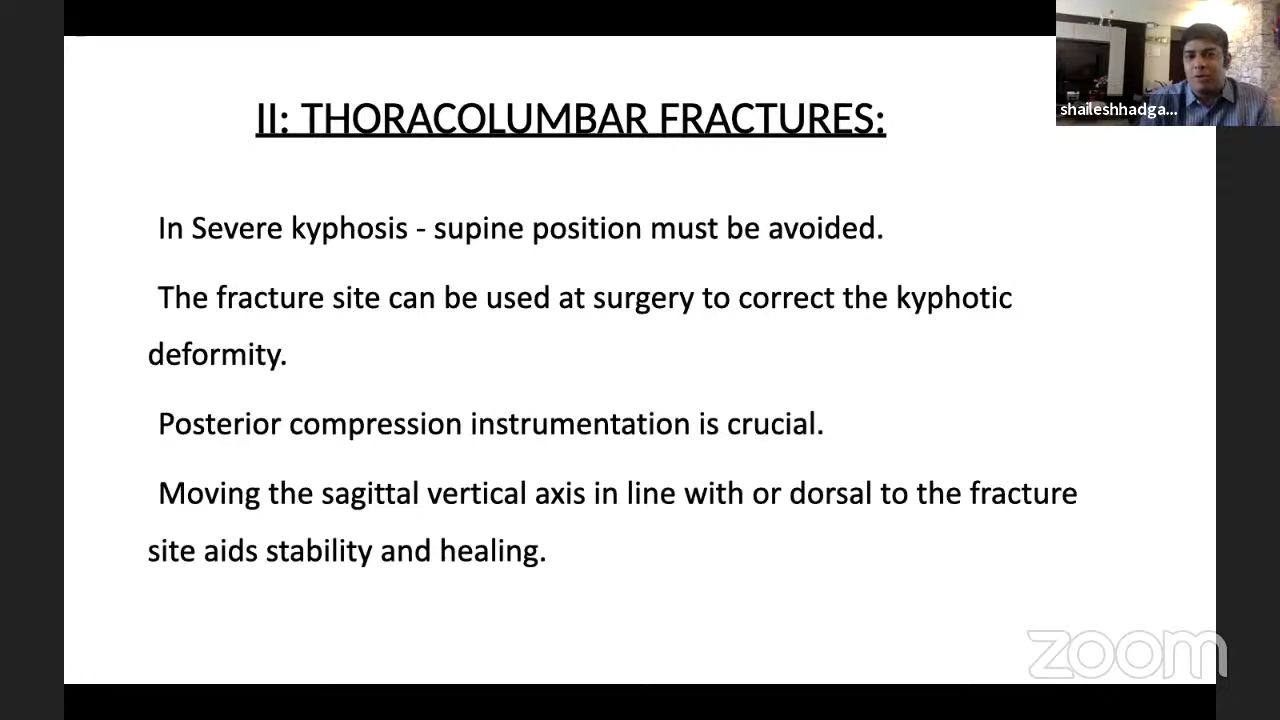 shaileshhadga...
II: THORACOLUMBAR FRACTURES:
In Severe kyphosis - supine position must be avoided.
The fracture site can be used at surgery to correct the kyphotic
deformity.
Posterior compression instrumentation is crucial.
Moving the sagittal vertical axis in line with or dorsal to the fracture
site aids stability and healing.
zoom